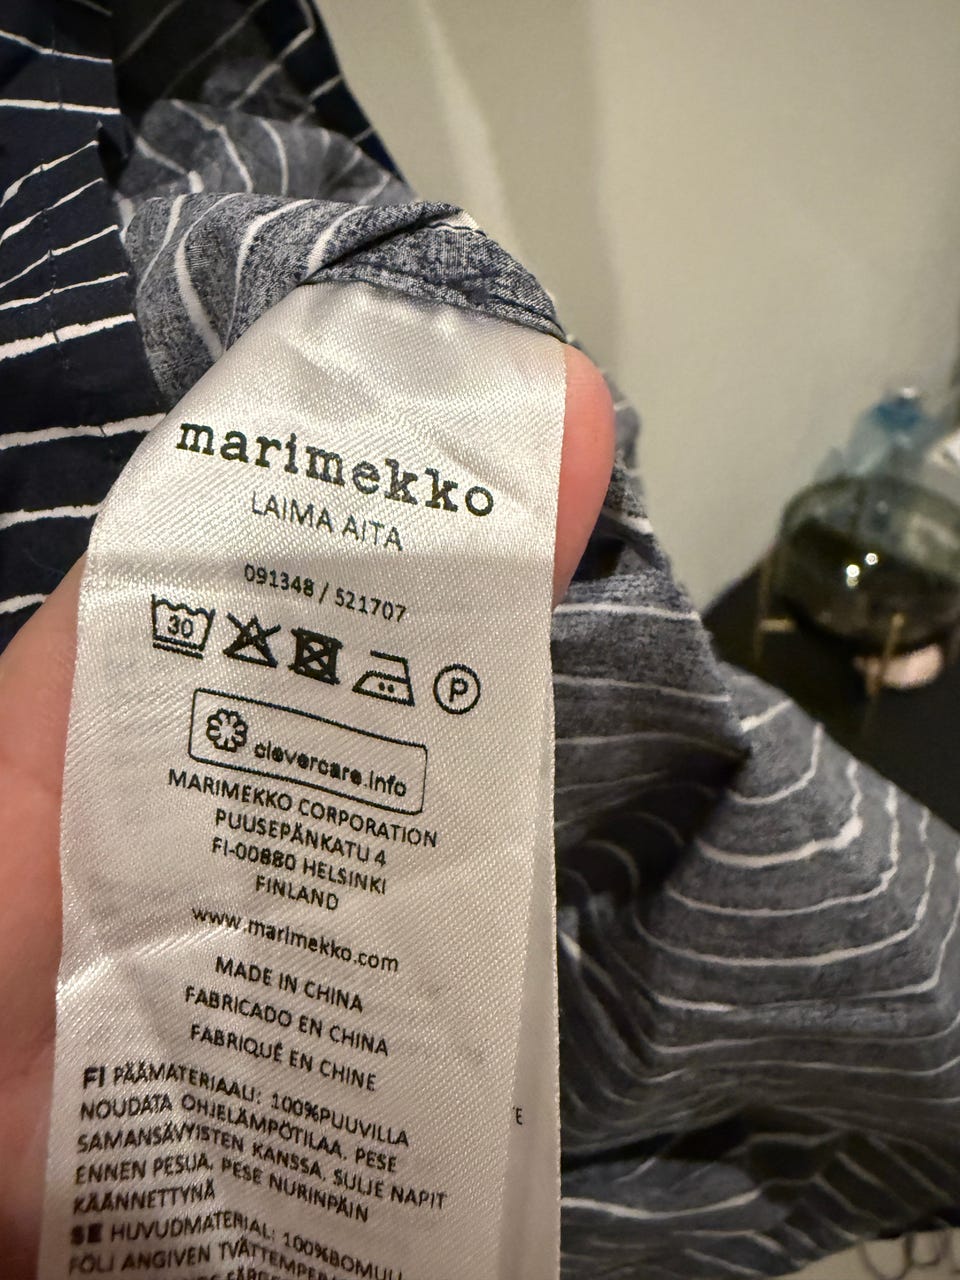 marimekko
LAIMA AITA
091348 / 521707
30
P
clevercare.info
MARIMEKKO CORPORATION
PUUSEPÄNKATU 4
FI-00880 HELSINKI
FINLAND
www.marimekko.com
MADE IN CHINA
FABRICADO EN CHINA
FABRIQUÉ EN CHINE
FI PÄÄMATERIAALI: 100%PUUVILLA
NOUDATA OHJELÄMPÖTILAA, PESE
SAMANSÄVYISTEN KANSSA, SULJE NAPIT
ENNEN PESUA, PESE NURINPÄIN
KÄÄNNETTYNÄ
SE HUVUDMATERIAL: 100%BOMULL
FÖLJ ANGIVEN